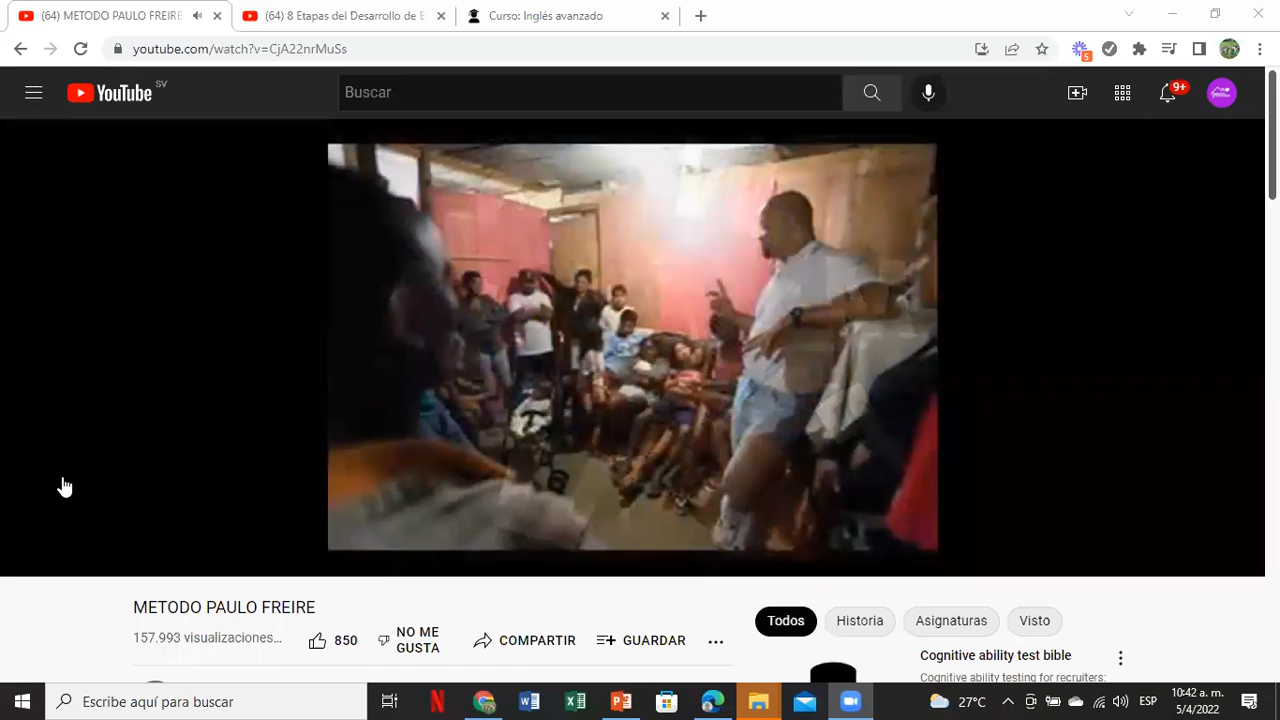 (64) METODO PAULO FREIRE
(64) 8 Etapas del Desarrollo de E
Curso: Inglés avanzado
youtube.com/watch?v=CjA22nrMuSs
5
YouTube SV
Buscar
9+
METODO PAULO FREIRE
157.993 visualizaciones...
850
NO ME GUSTA
COMPARTIR
GUARDAR
Todos
Historia
Asignaturas
Visto
Cognitive ability test bible
Cognitive ability testing for recruiters:
Escribe aquí para buscar
27°C
ESP
10:42 a. m.
5/4/2022